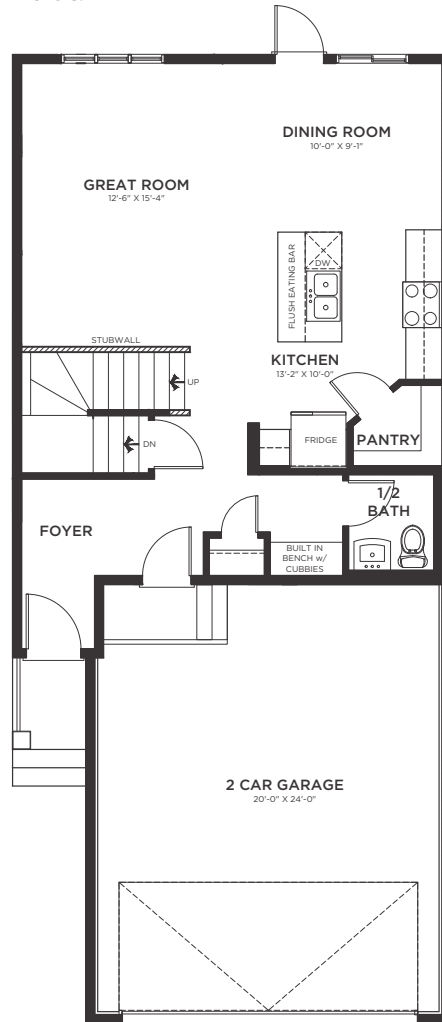 DINING ROOM
10'-0" X 9'-1"
GREAT ROOM
12'-6" X 15'-4"
FLUSH EATING BAR
DW
STUBWALL
KITCHEN
13'-2" X 10'-0"
UP
DN
FRIDGE
PANTRY
1/2
BATH
FOYER
BUILT IN
BENCH w/
CUBBIES
2 CAR GARAGE
20'-0" X 24'-0"